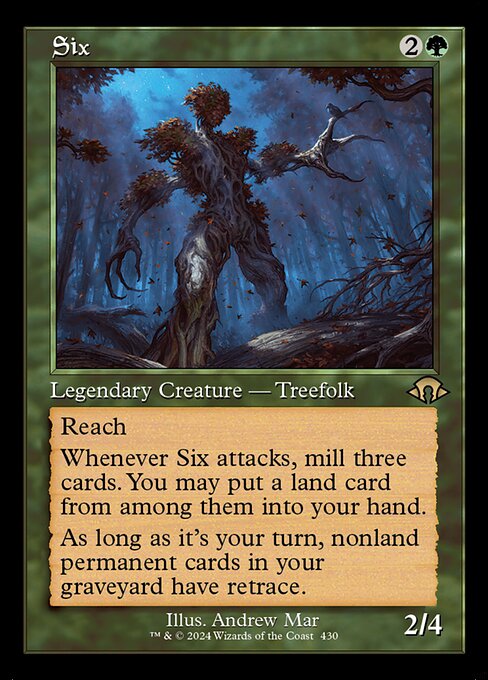 Six 2
Legendary Creature — Treefolk
Reach
Whenever Six attacks, mill three
cards. You may put a land card
from among them into your hand.
As long as it's your turn, nonland
permanent cards in your
graveyard have retrace.
Illus. Andrew Mar
™ & © 2024 Wizards of the Coast 430
2/4